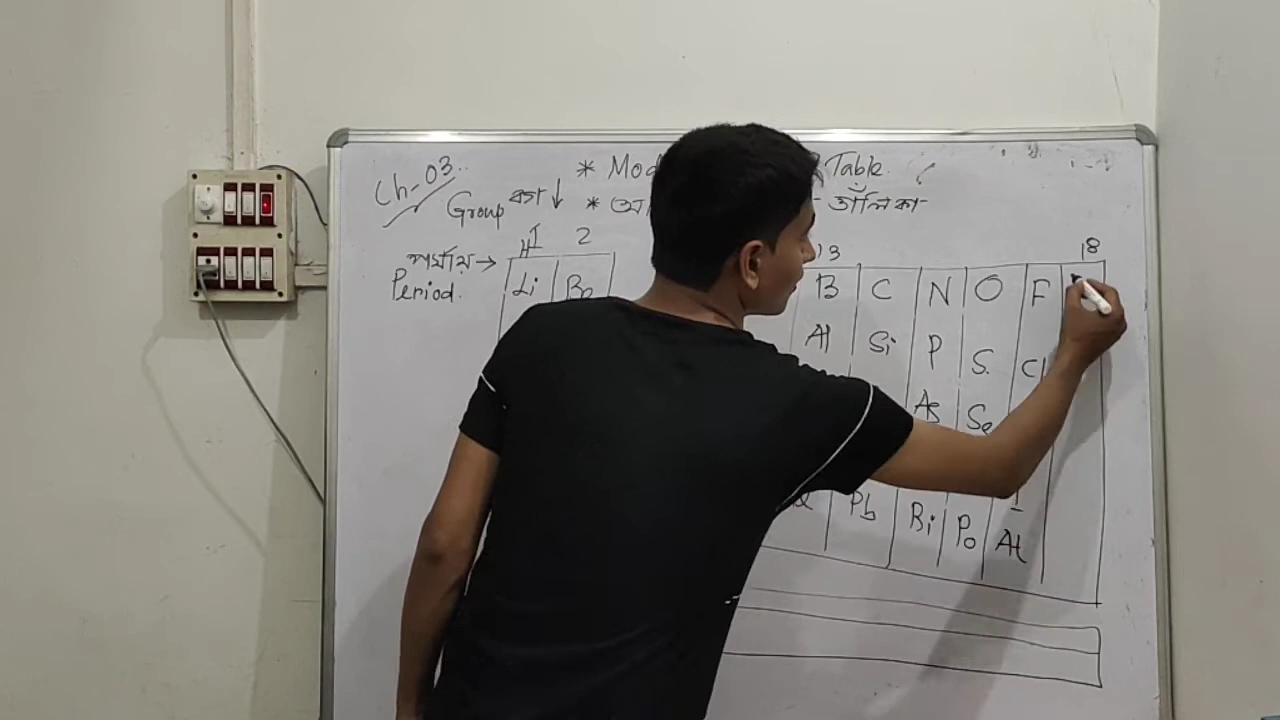 Ch-03.
* Mod Table.
Group ↓ * - তালিকা -
H I 2 13 18
পর্যায় →
Period. Li Be B C N O F
Al Si P S Cl
As Se
I
Pb Bi Po At